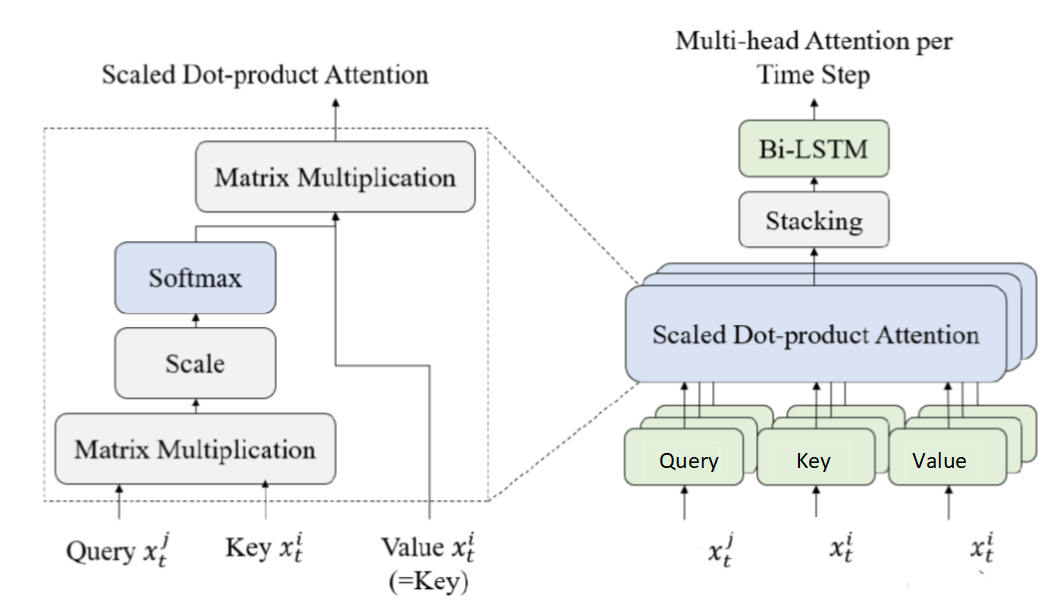 Scaled Dot-product Attention
Matrix Multiplication
Softmax
Scale
Matrix Multiplication
Query x_t^j
Key x_t^i
Value x_t^i
(=Key)
Multi-head Attention per
Time Step
Bi-LSTM
Stacking
Scaled Dot-product Attention
Query
Key
Value
x_t^j
x_t^i
x_t^i